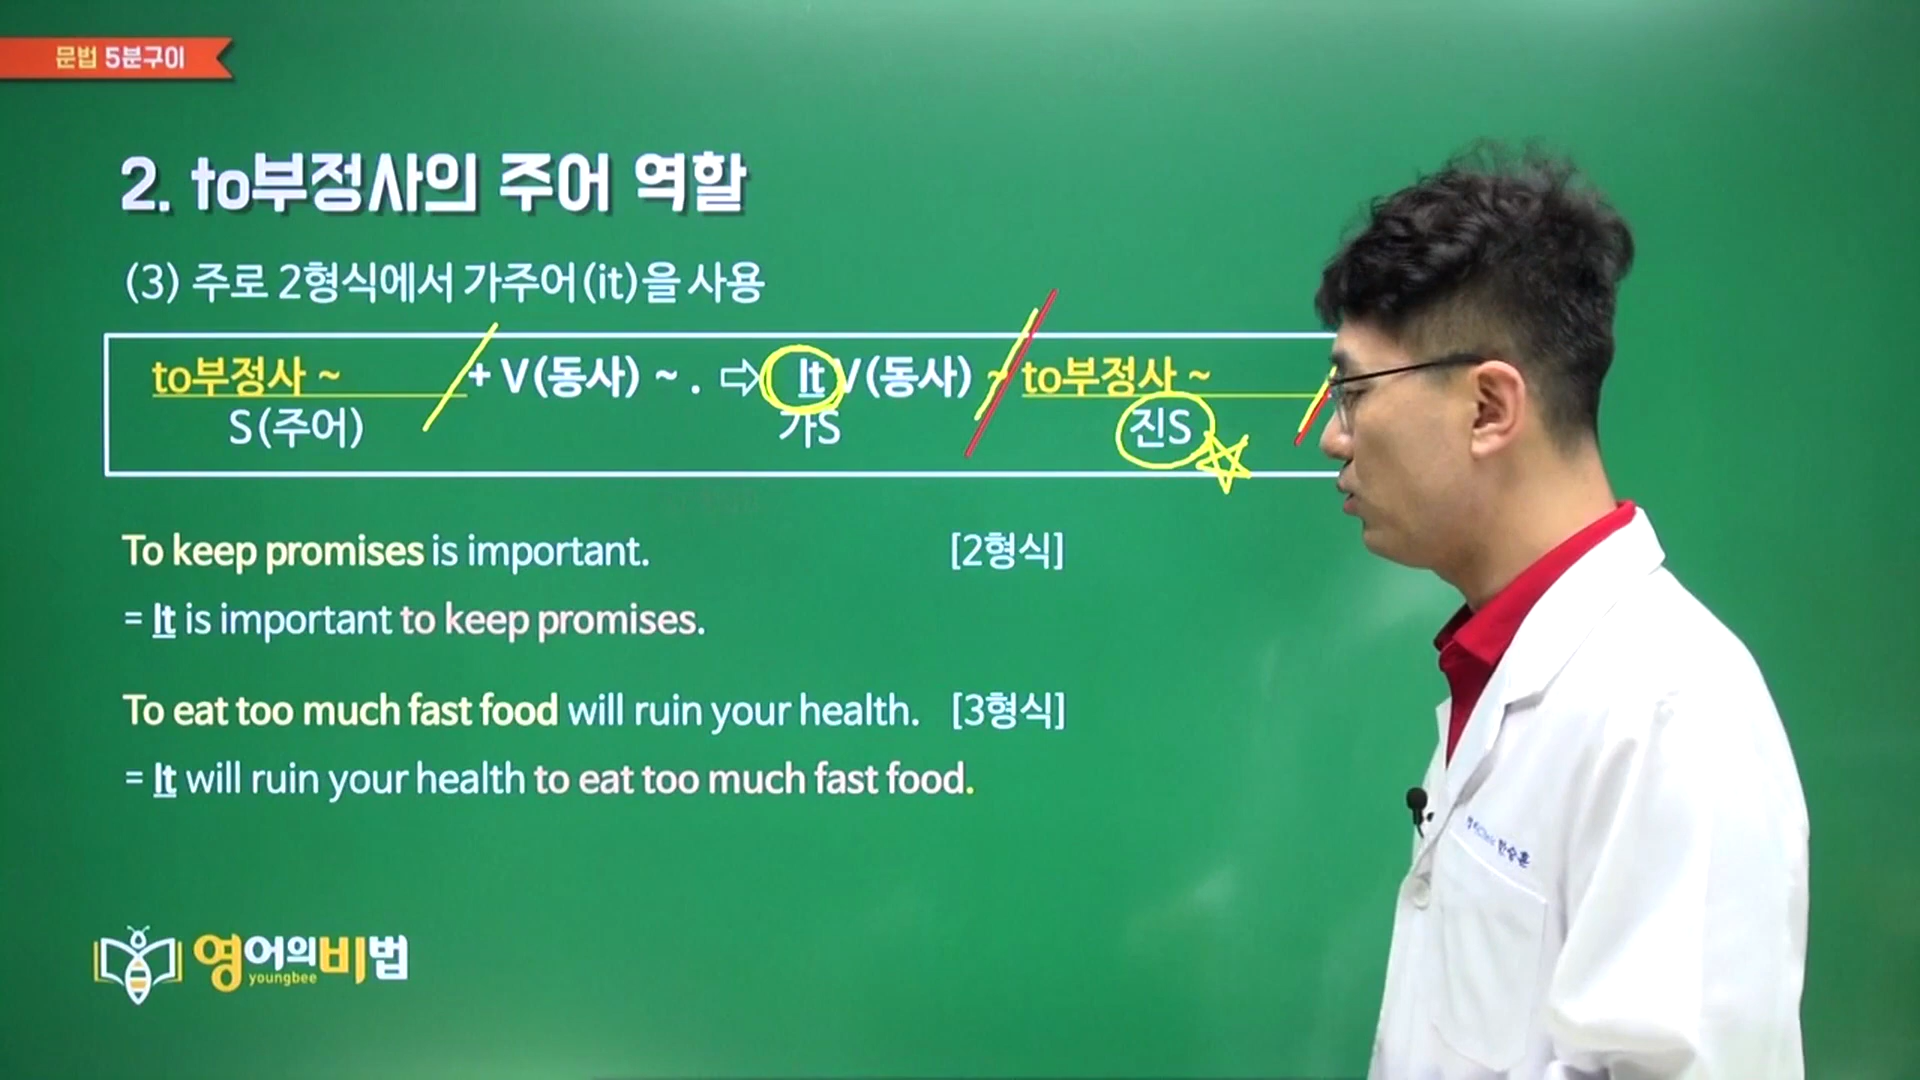 문법 5분구이
2. to부정사의 주어 역할
(3) 주로 2형식에서 가주어(it)을 사용
to부정사 ~ + V(동사) ~ . ⇨ It V(동사) ~ to부정사 ~
S(주어) 가S 진S
To keep promises is important. [2형식]
= It is important to keep promises.
To eat too much fast food will ruin your health. [3형식]
= It will ruin your health to eat too much fast food.
영어의비법
youngbee